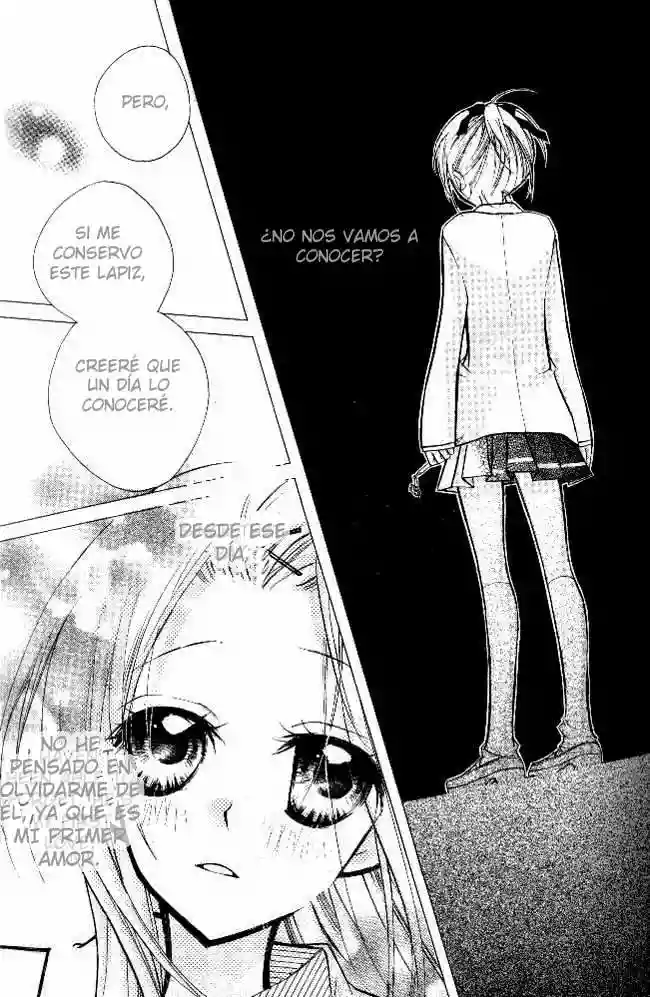 PERO,
SI ME
CONSERVO
ESTE LAPIZ,
CREERÉ QUE
UN DÍA LO
CONOCERÉ.
¿NO NOS VAMOS A
CONOCER?
DESDE ESE
DÍA,
NO HE
PENSADO EN
OLVIDARME DE
ÉL, YA QUE ES
MI PRIMER
AMOR.